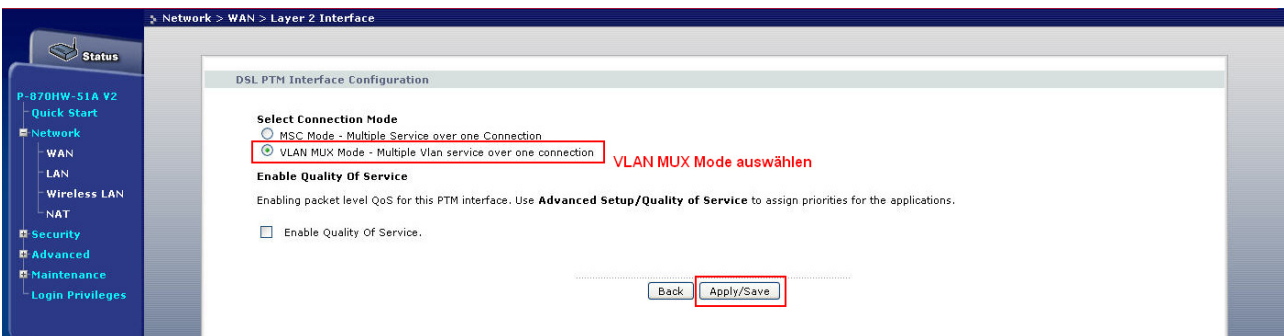 Network > WAN > Layer 2 Interface
Status
P-870HW-51A V2
Quick Start
Network
WAN
LAN
Wireless LAN
NAT
Security
Advanced
Maintenance
Login Privileges
DSL PTM Interface Configuration
Select Connection Mode
MSC Mode - Multiple Service over one Connection
VLAN MUX Mode - Multiple Vlan service over one connection
VLAN MUX Mode auswählen
Enable Quality Of Service
Enabling packet level QoS for this PTM interface. Use Advanced Setup/Quality of Service to assign priorities for the applications.
Enable Quality Of Service.
Back Apply/Save